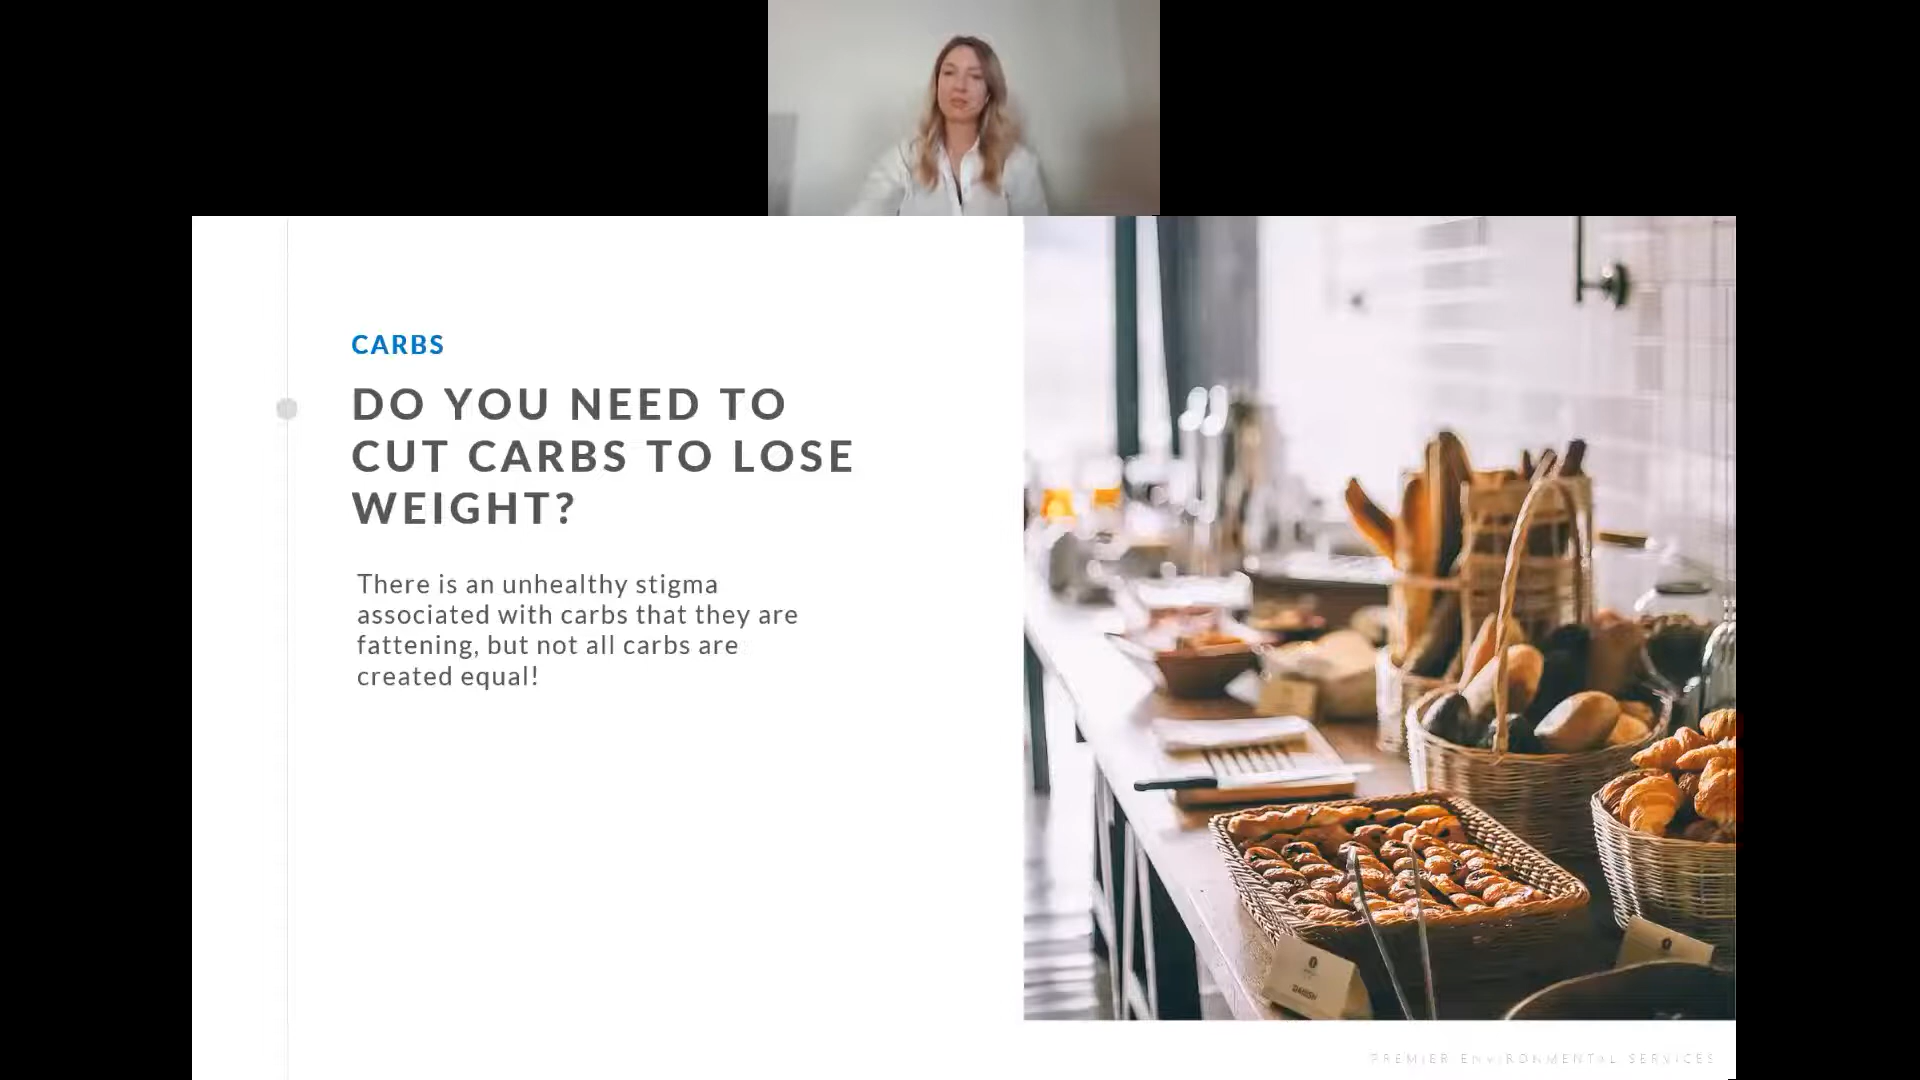 CARBS
DO YOU NEED TO
CUT CARBS TO LOSE
WEIGHT?
There is an unhealthy stigma
associated with carbs that they are
fattening, but not all carbs are
created equal!
DANISH
PREMIER ENVIRONMENTAL SERVICES